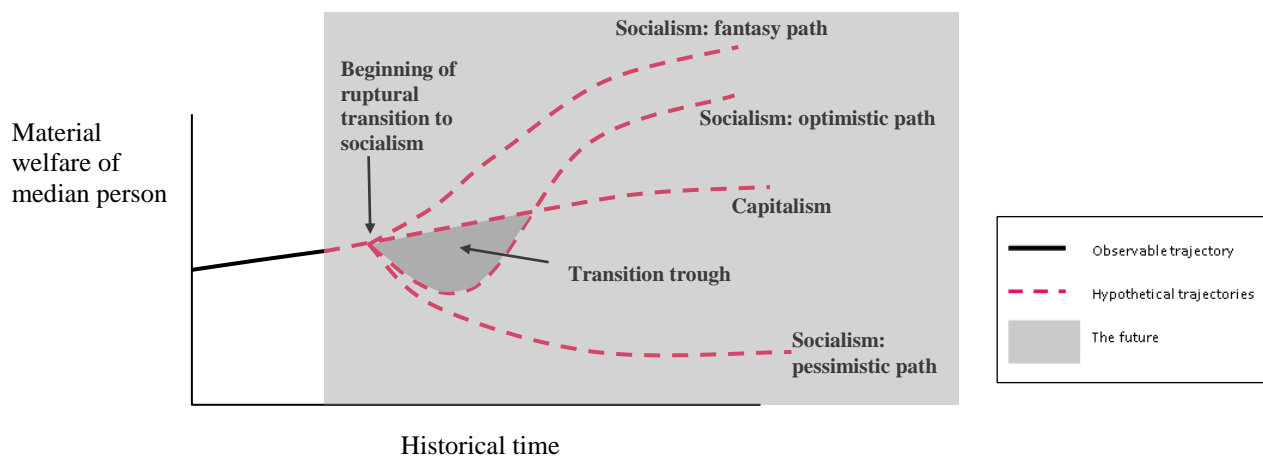 Socialism: fantasy path
Beginning of
ruptural
transition to
socialism
Material
welfare of
median person
Socialism: optimistic path
Capitalism
Transition trough
Socialism:
pessimistic path
Historical time
Observable trajectory
Hypothetical trajectories
The future